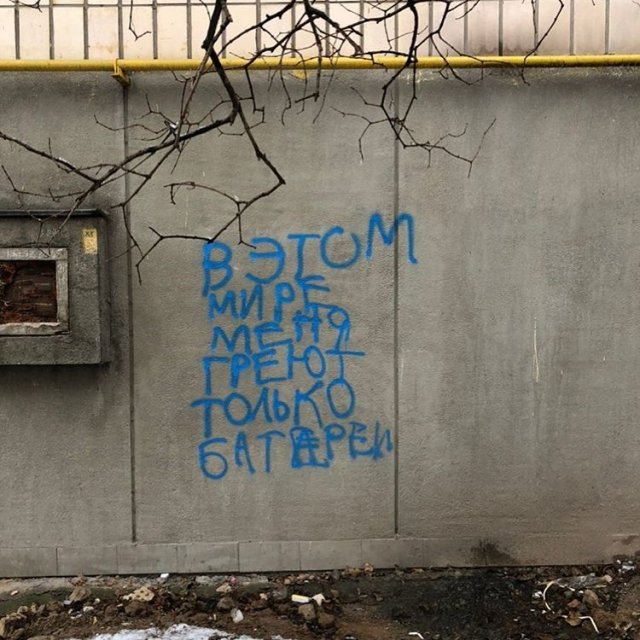 В ЭТОМ
МИРЕ
МЕНЯ
ГРЕЮТ
ТОЛЬКО
БАТАРЕИ